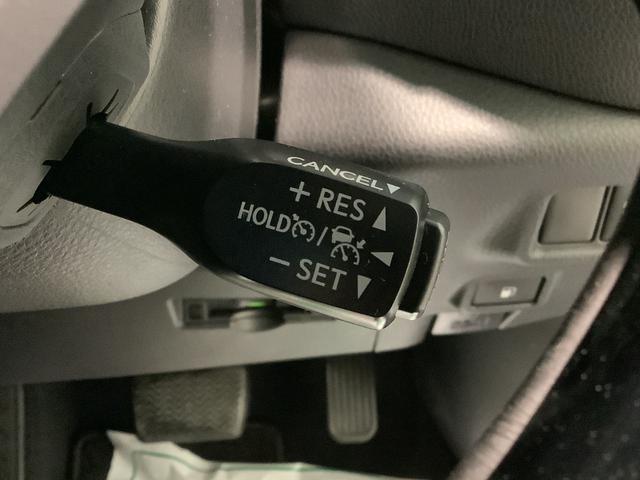 CANCEL
+ RES
HOLD /
− SET